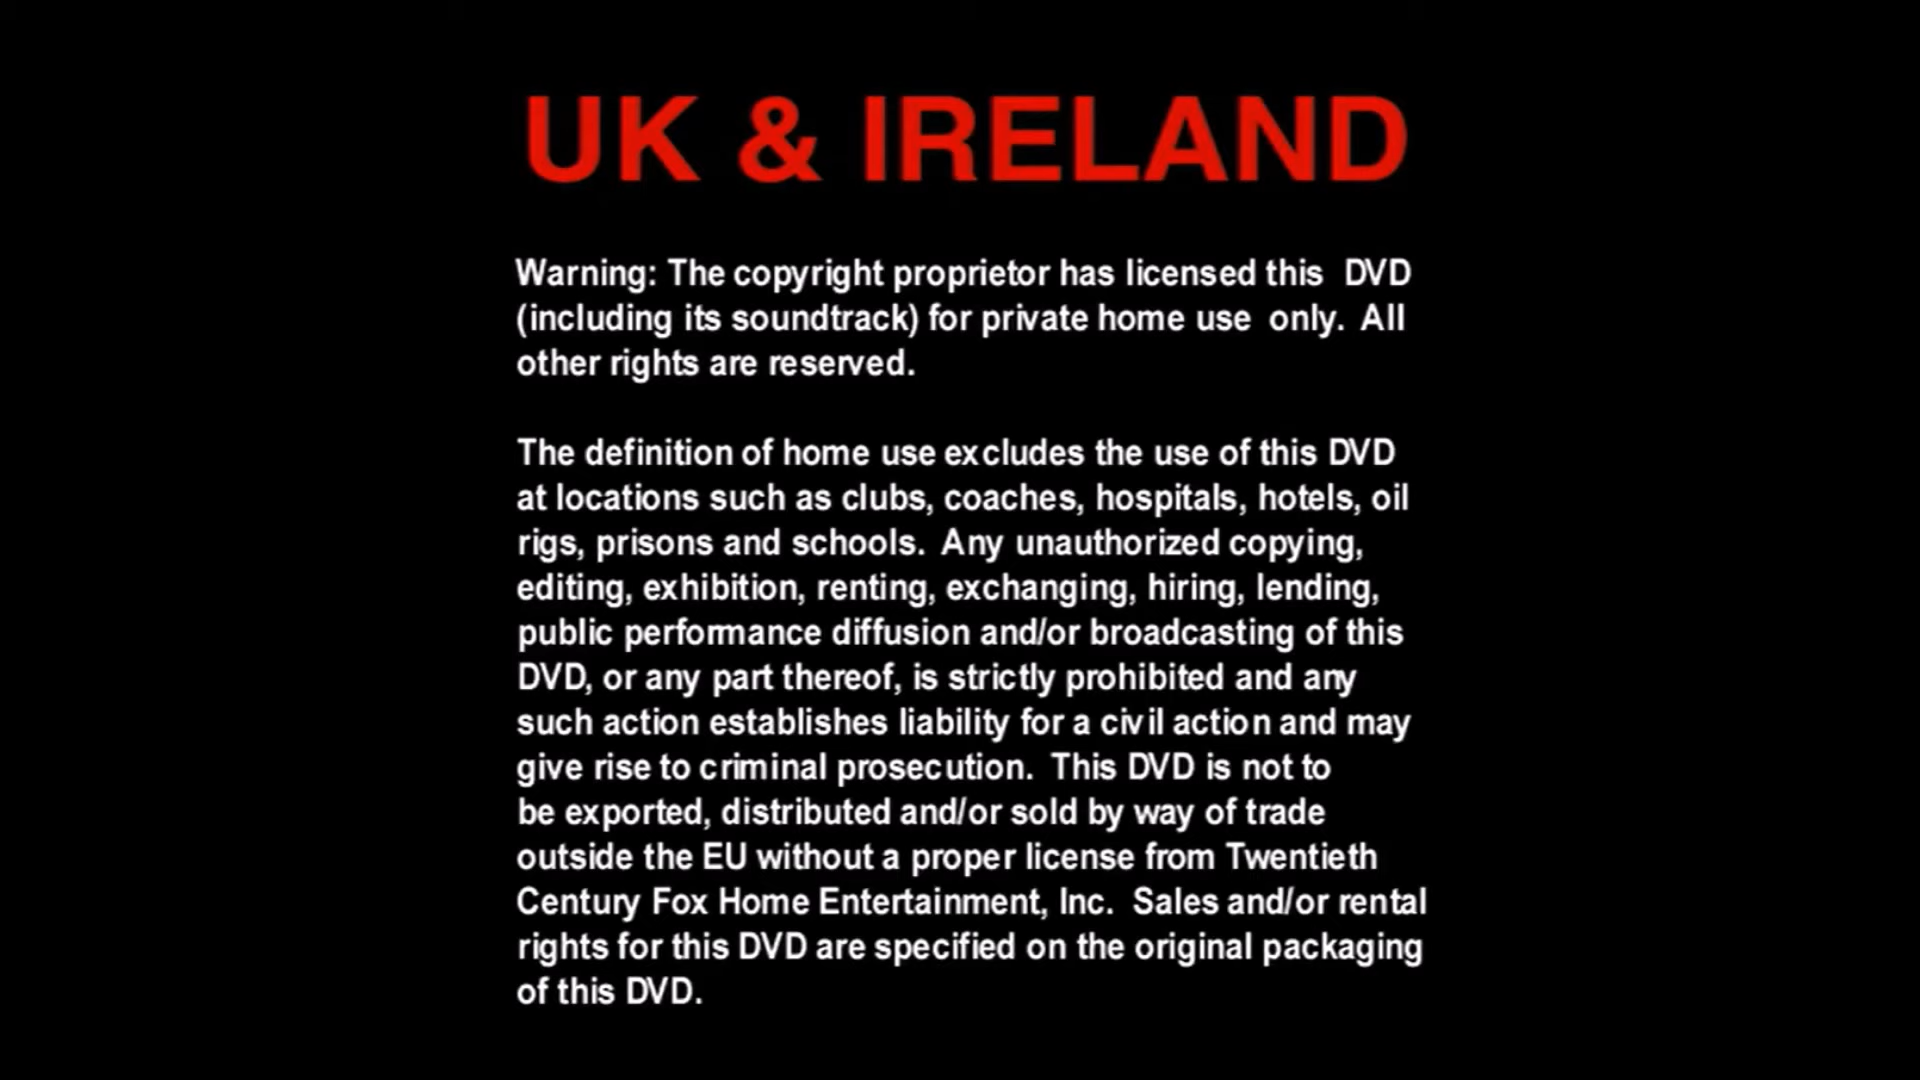 UK & IRELAND
Warning: The copyright proprietor has licensed this DVD
(including its soundtrack) for private home use only. All
other rights are reserved.
The definition of home use excludes the use of this DVD
at locations such as clubs, coaches, hospitals, hotels, oil
rigs, prisons and schools. Any unauthorized copying,
editing, exhibition, renting, exchanging, hiring, lending,
public performance diffusion and/or broadcasting of this
DVD, or any part thereof, is strictly prohibited and any
such action establishes liability for a civil action and may
give rise to criminal prosecution. This DVD is not to
be exported, distributed and/or sold by way of trade
outside the EU without a proper license from Twentieth
Century Fox Home Entertainment, Inc. Sales and/or rental
rights for this DVD are specified on the original packaging
of this DVD.